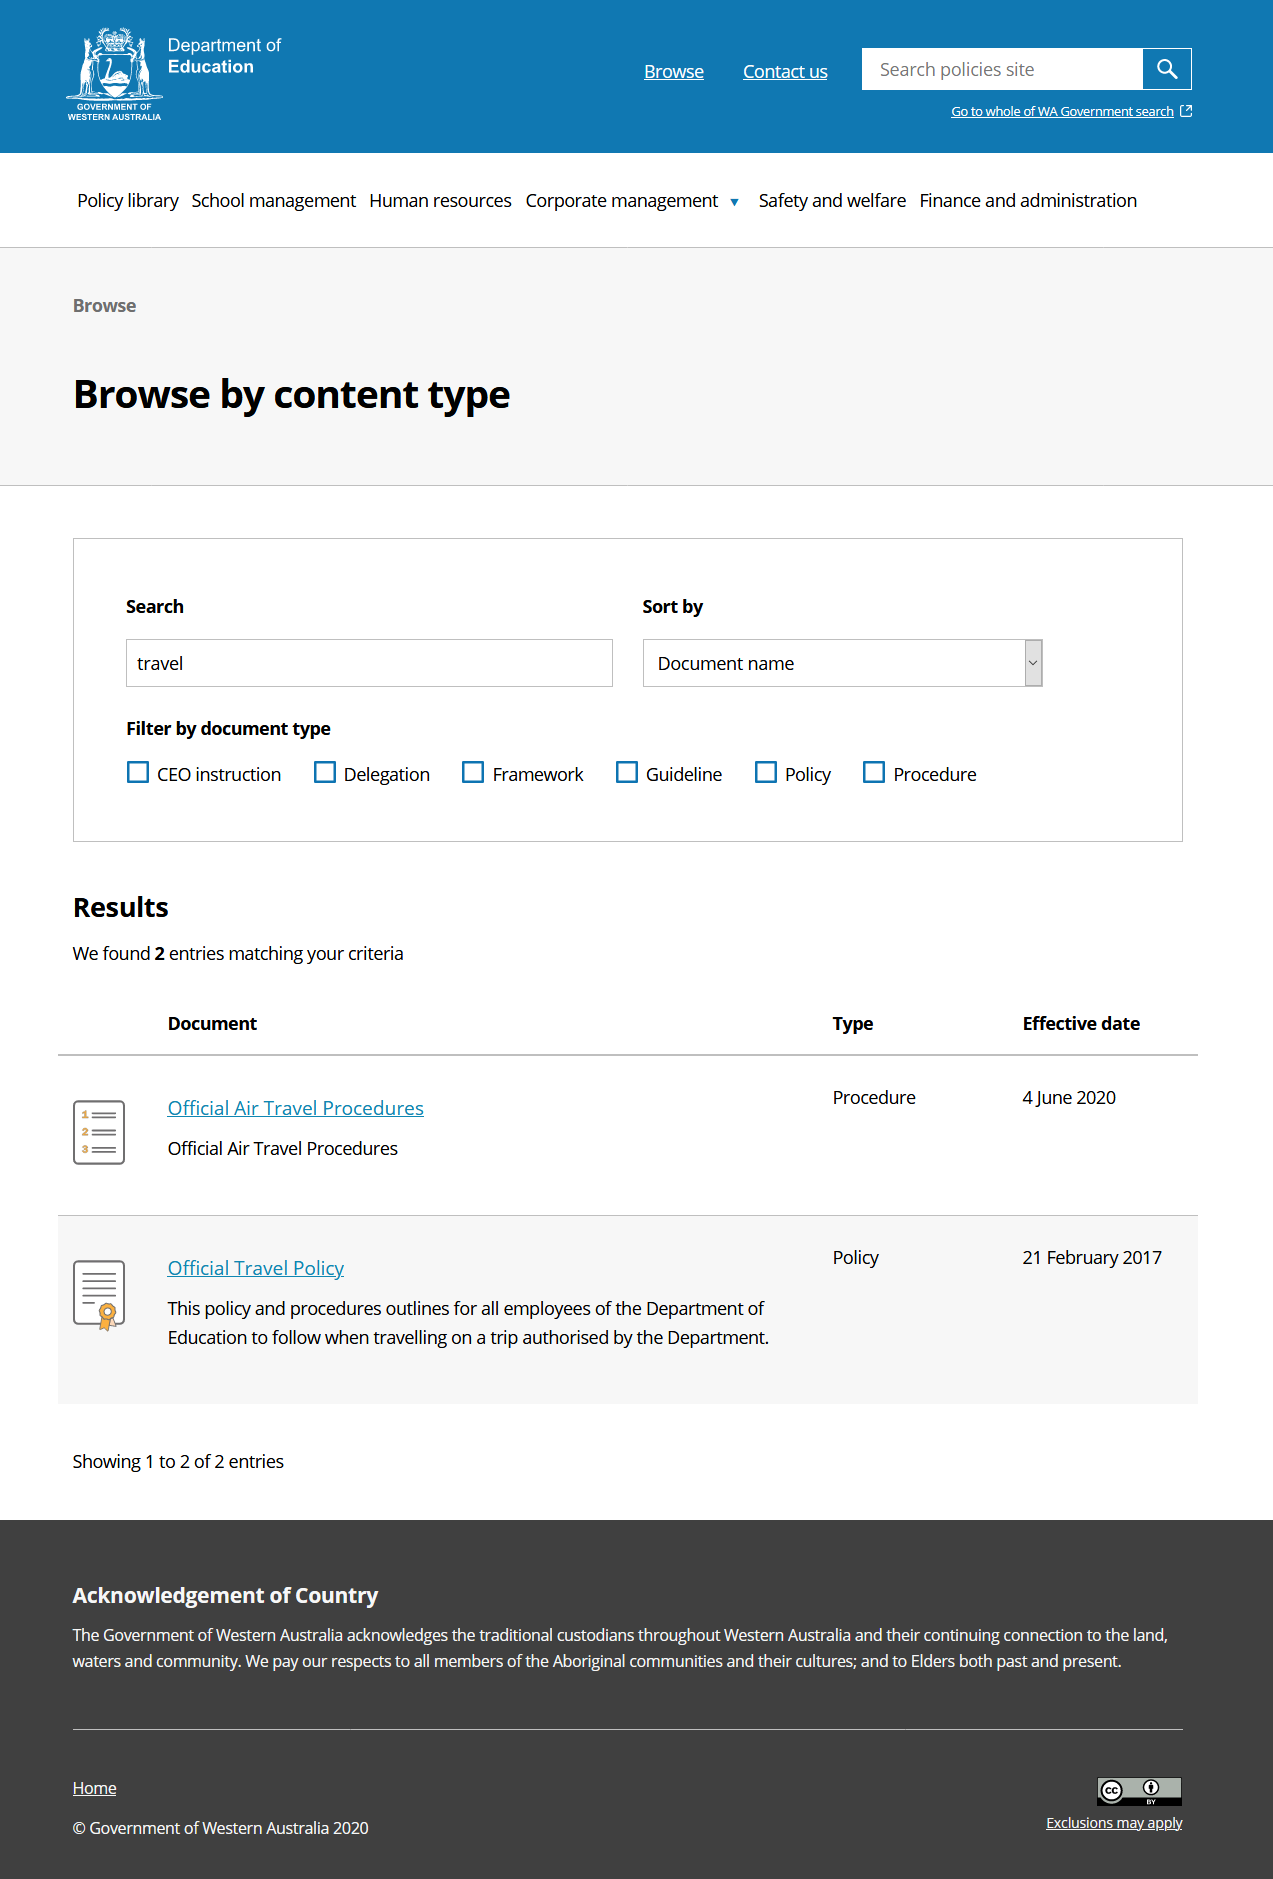 Department of
Education
GOVERNMENT OF
WESTERN AUSTRALIA
Browse
Contact us
Search policies site
Go to whole of WA Government search
Policy library School management Human resources Corporate management Safety and welfare Finance and administration
Browse
Browse by content type
Search
Sort by
travel
Document name
Filter by document type
CEO instruction Delegation Framework Guideline Policy Procedure
Results
We found 2 entries matching your criteria
Document Type Effective date
1
2
3
Official Air Travel Procedures
Procedure
4 June 2020
Official Air Travel Procedures
Official Travel Policy
Policy
21 February 2017
This policy and procedures outlines for all employees of the Department of
Education to follow when travelling on a trip authorised by the Department.
Showing 1 to 2 of 2 entries
Acknowledgement of Country
The Government of Western Australia acknowledges the traditional custodians throughout Western Australia and their continuing connection to the land,
waters and community. We pay our respects to all members of the Aboriginal communities and their cultures; and to Elders both past and present.
Home
© Government of Western Australia 2020
cc
BY
Exclusions may apply